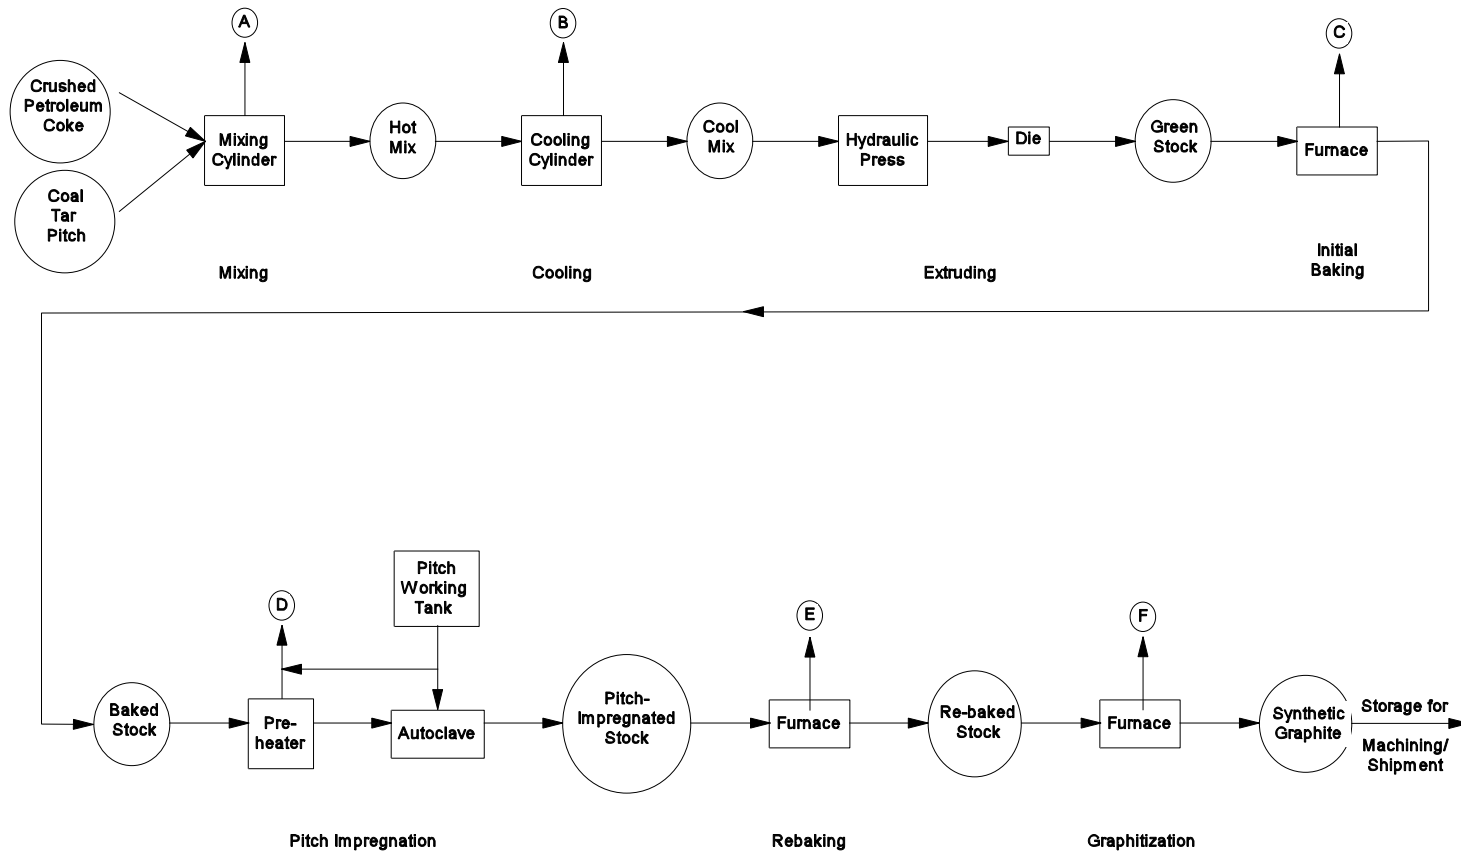 A
B
C
Crushed
Petroleum
Coke
Coal
Tar
Pitch
Mixing
Cylinder
Hot
Mix
Cooling
Cylinder
Cool
Mix
Hydraulic
Press
Die
Green
Stock
Furnace
Mixing
Cooling
Extruding
Initial
Baking
D
Pitch
Working
Tank
E
F
Baked
Stock
Pre-
heater
Autoclave
Pitch-
Impregnated
Stock
Furnace
Re-baked
Stock
Furnace
Synthetic
Graphite
Storage for
Machining/
Shipment
Pitch Impregnation
Rebaking
Graphitization